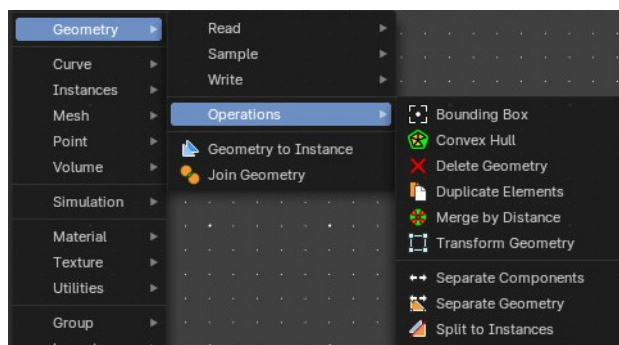 Geometry
Curve
Instances
Mesh
Point
Volume
Simulation
Material
Texture
Utilities
Group
Read
Sample
Write
Operations
Geometry to Instance
Join Geometry
Bounding Box
Convex Hull
Delete Geometry
Duplicate Elements
Merge by Distance
Transform Geometry
Separate Components
Separate Geometry
Split to Instances